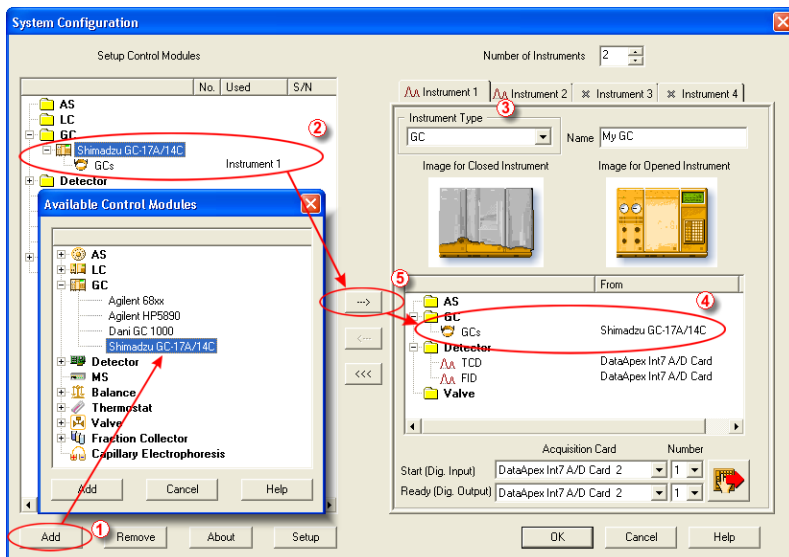 System Configuration
Setup Control Modules
Number of Instruments 2
No. Used S/N
AS
LC
GC
2
Shimadzu GC-17A/14C
GCs Instrument 1
Detector
Available Control Modules
AS
LC
GC
Agilent 68xx
Agilent HP5890
Dani GC 1000
Shimadzu GC-17A/14C
Detector
MS
Balance
Thermostat
Valve
Fraction Collector
Capillary Electrophoresis
Add Cancel Help
Add 1 Remove About Setup
--->
<---
<<<
5
Instrument 1 Instrument 2 Instrument 3 Instrument 4
3
Instrument Type
GC Name My GC
Image for Closed Instrument Image for Opened Instrument
From
4
AS
GC
GCs Shimadzu GC-17A/14C
Detector
TCD DataApex Int7 A/D Card
FID DataApex Int7 A/D Card
Valve
Acquisition Card Number
Start (Dig. Input) DataApex Int7 A/D Card 2 1
Ready (Dig. Output) DataApex Int7 A/D Card 2 1
OK Cancel Help